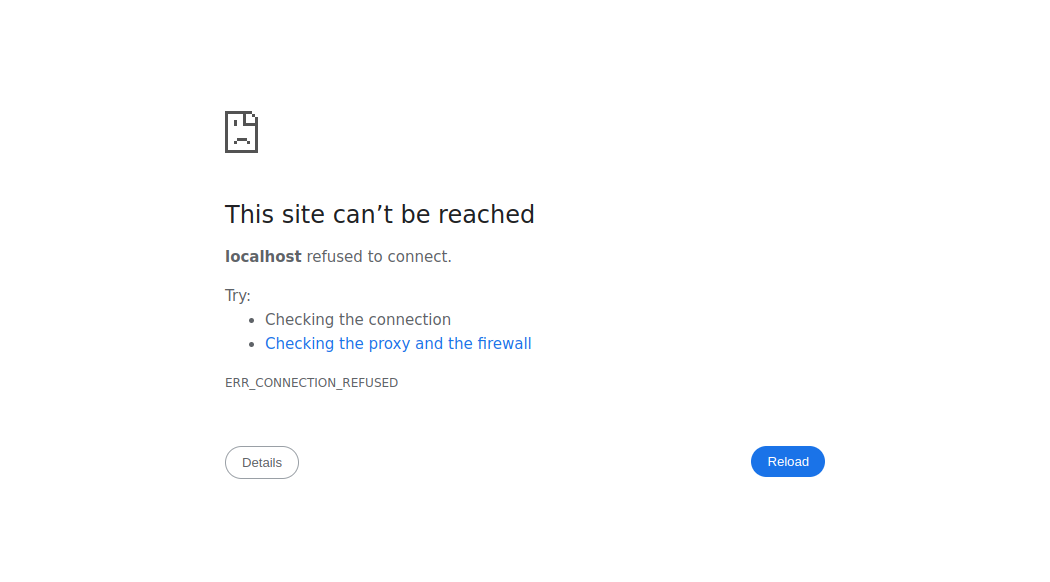 This site can’t be reached
localhost refused to connect.
Try:
Checking the connection
Checking the proxy and the firewall
ERR_CONNECTION_REFUSED
Details
Reload